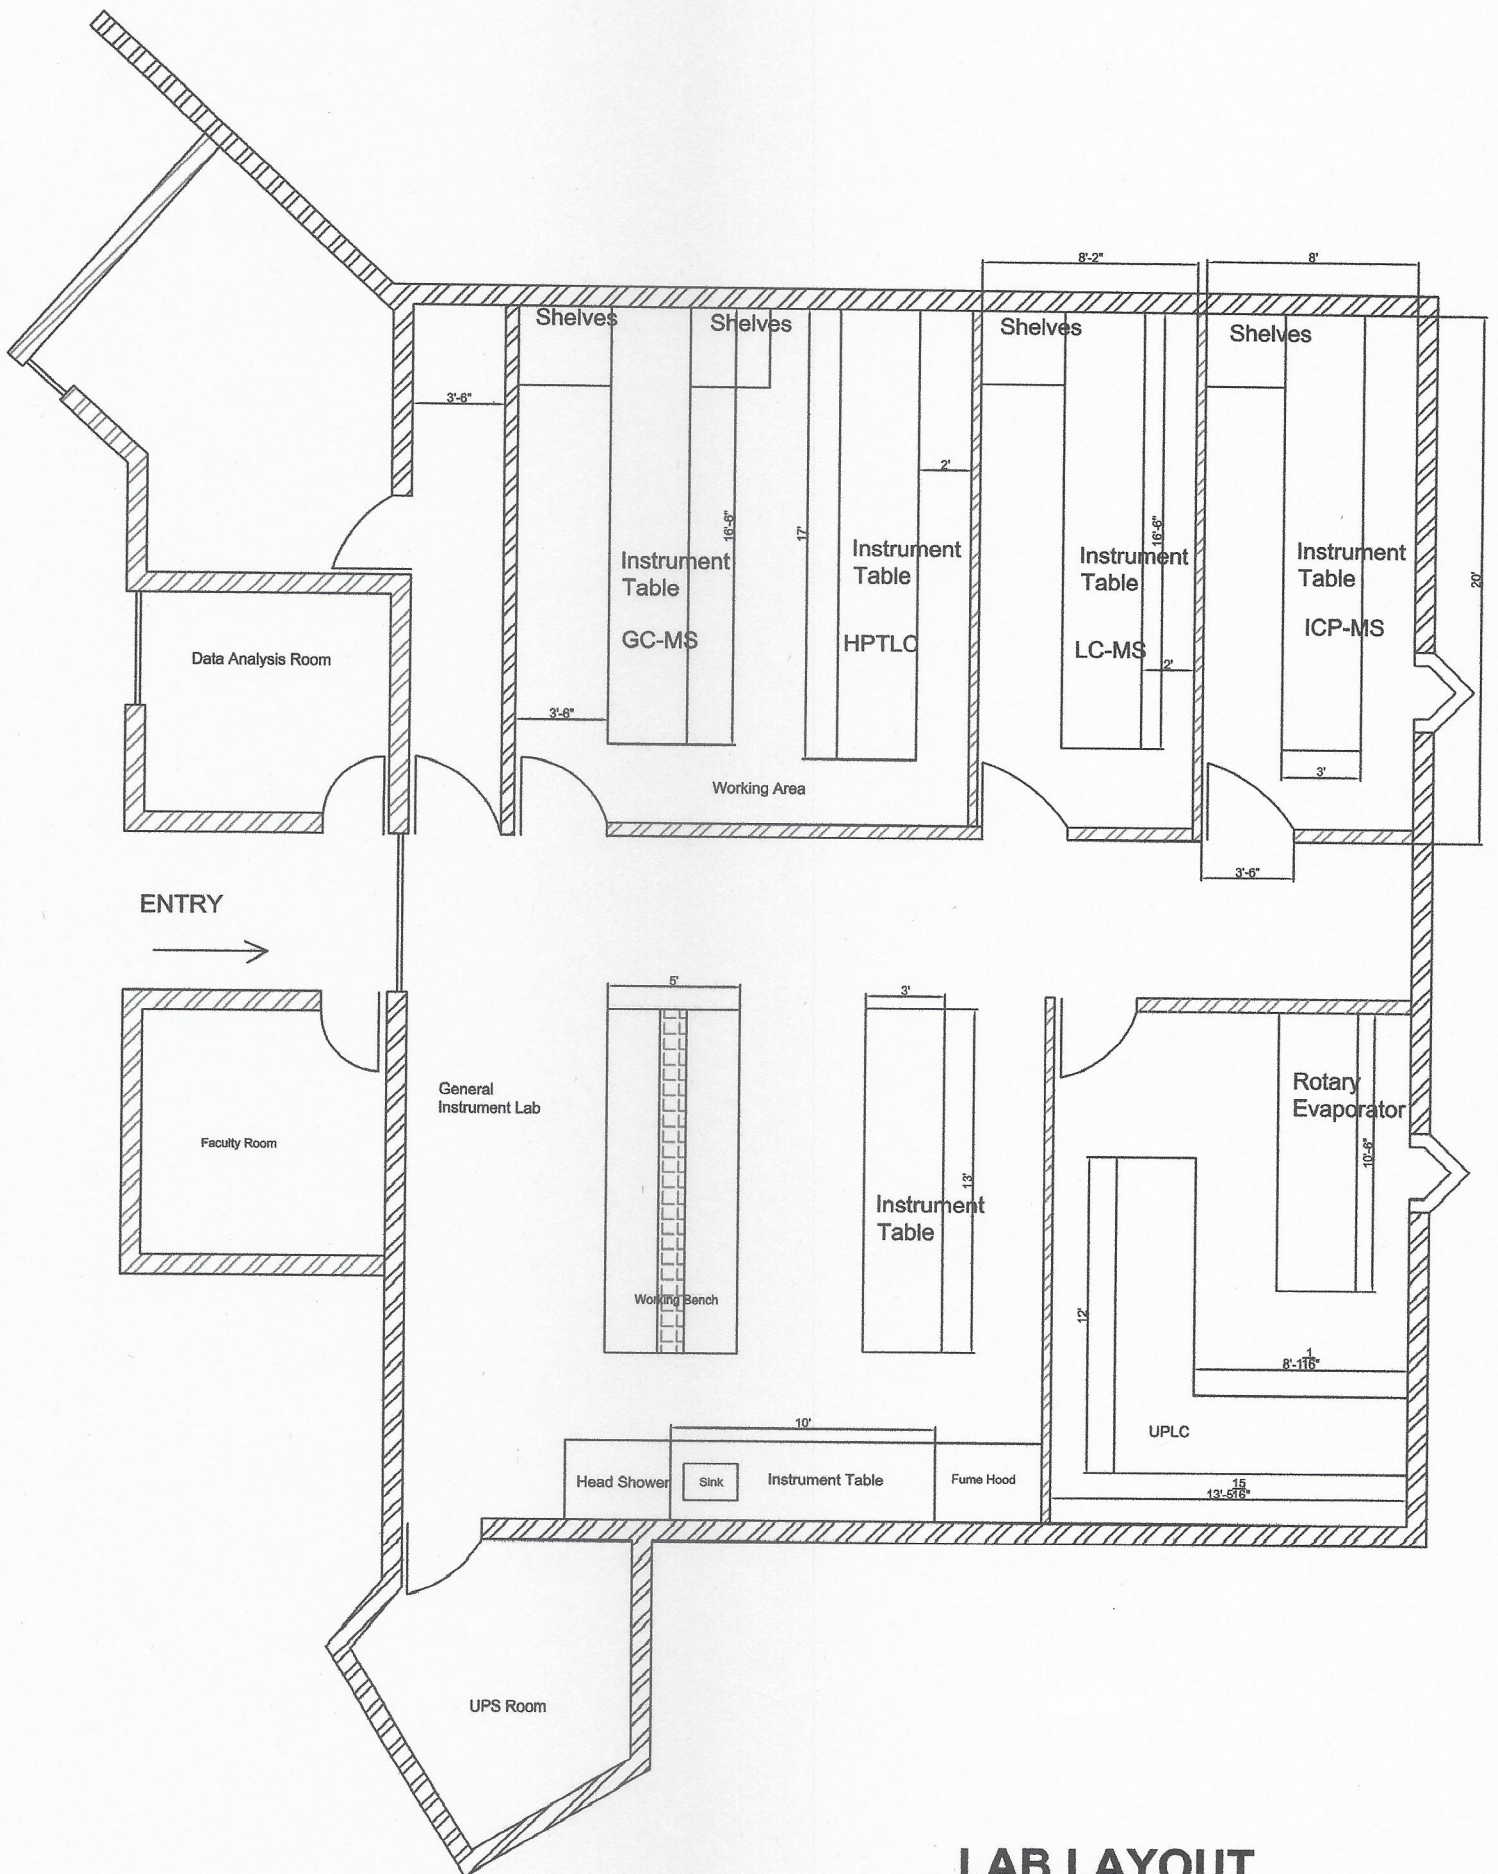 8'-2"
8'
Shelves
Shelves
Shelves
Shelves
3'-6"
2'
16'-6"
17'
16'-6"
20'
Instrument
Table
GC-MS
Instrument
Table
HPTLC
Instrument
Table
LC-MS
Instrument
Table
ICP-MS
Data Analysis Room
2'
3'-6"
3'
Working Area
3'-6"
ENTRY
5'
3'
General
Instrument Lab
Rotary
Evaporator
Faculty Room
10'-6"
13'
Instrument
Table
Working Bench
12'
1
8'-116"
10'
UPLC
Head Shower
Sink
Instrument Table
Fume Hood
15
13'-516"
UPS Room
LAB LAYOUT